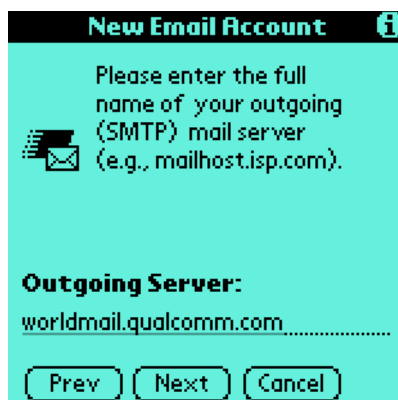 New Email Account i
Please enter the full
name of your outgoing
(SMTP) mail server
(e.g., mailhost.isp.com).
Outgoing Server:
worldmail.qualcomm.com
Prev Next Cancel